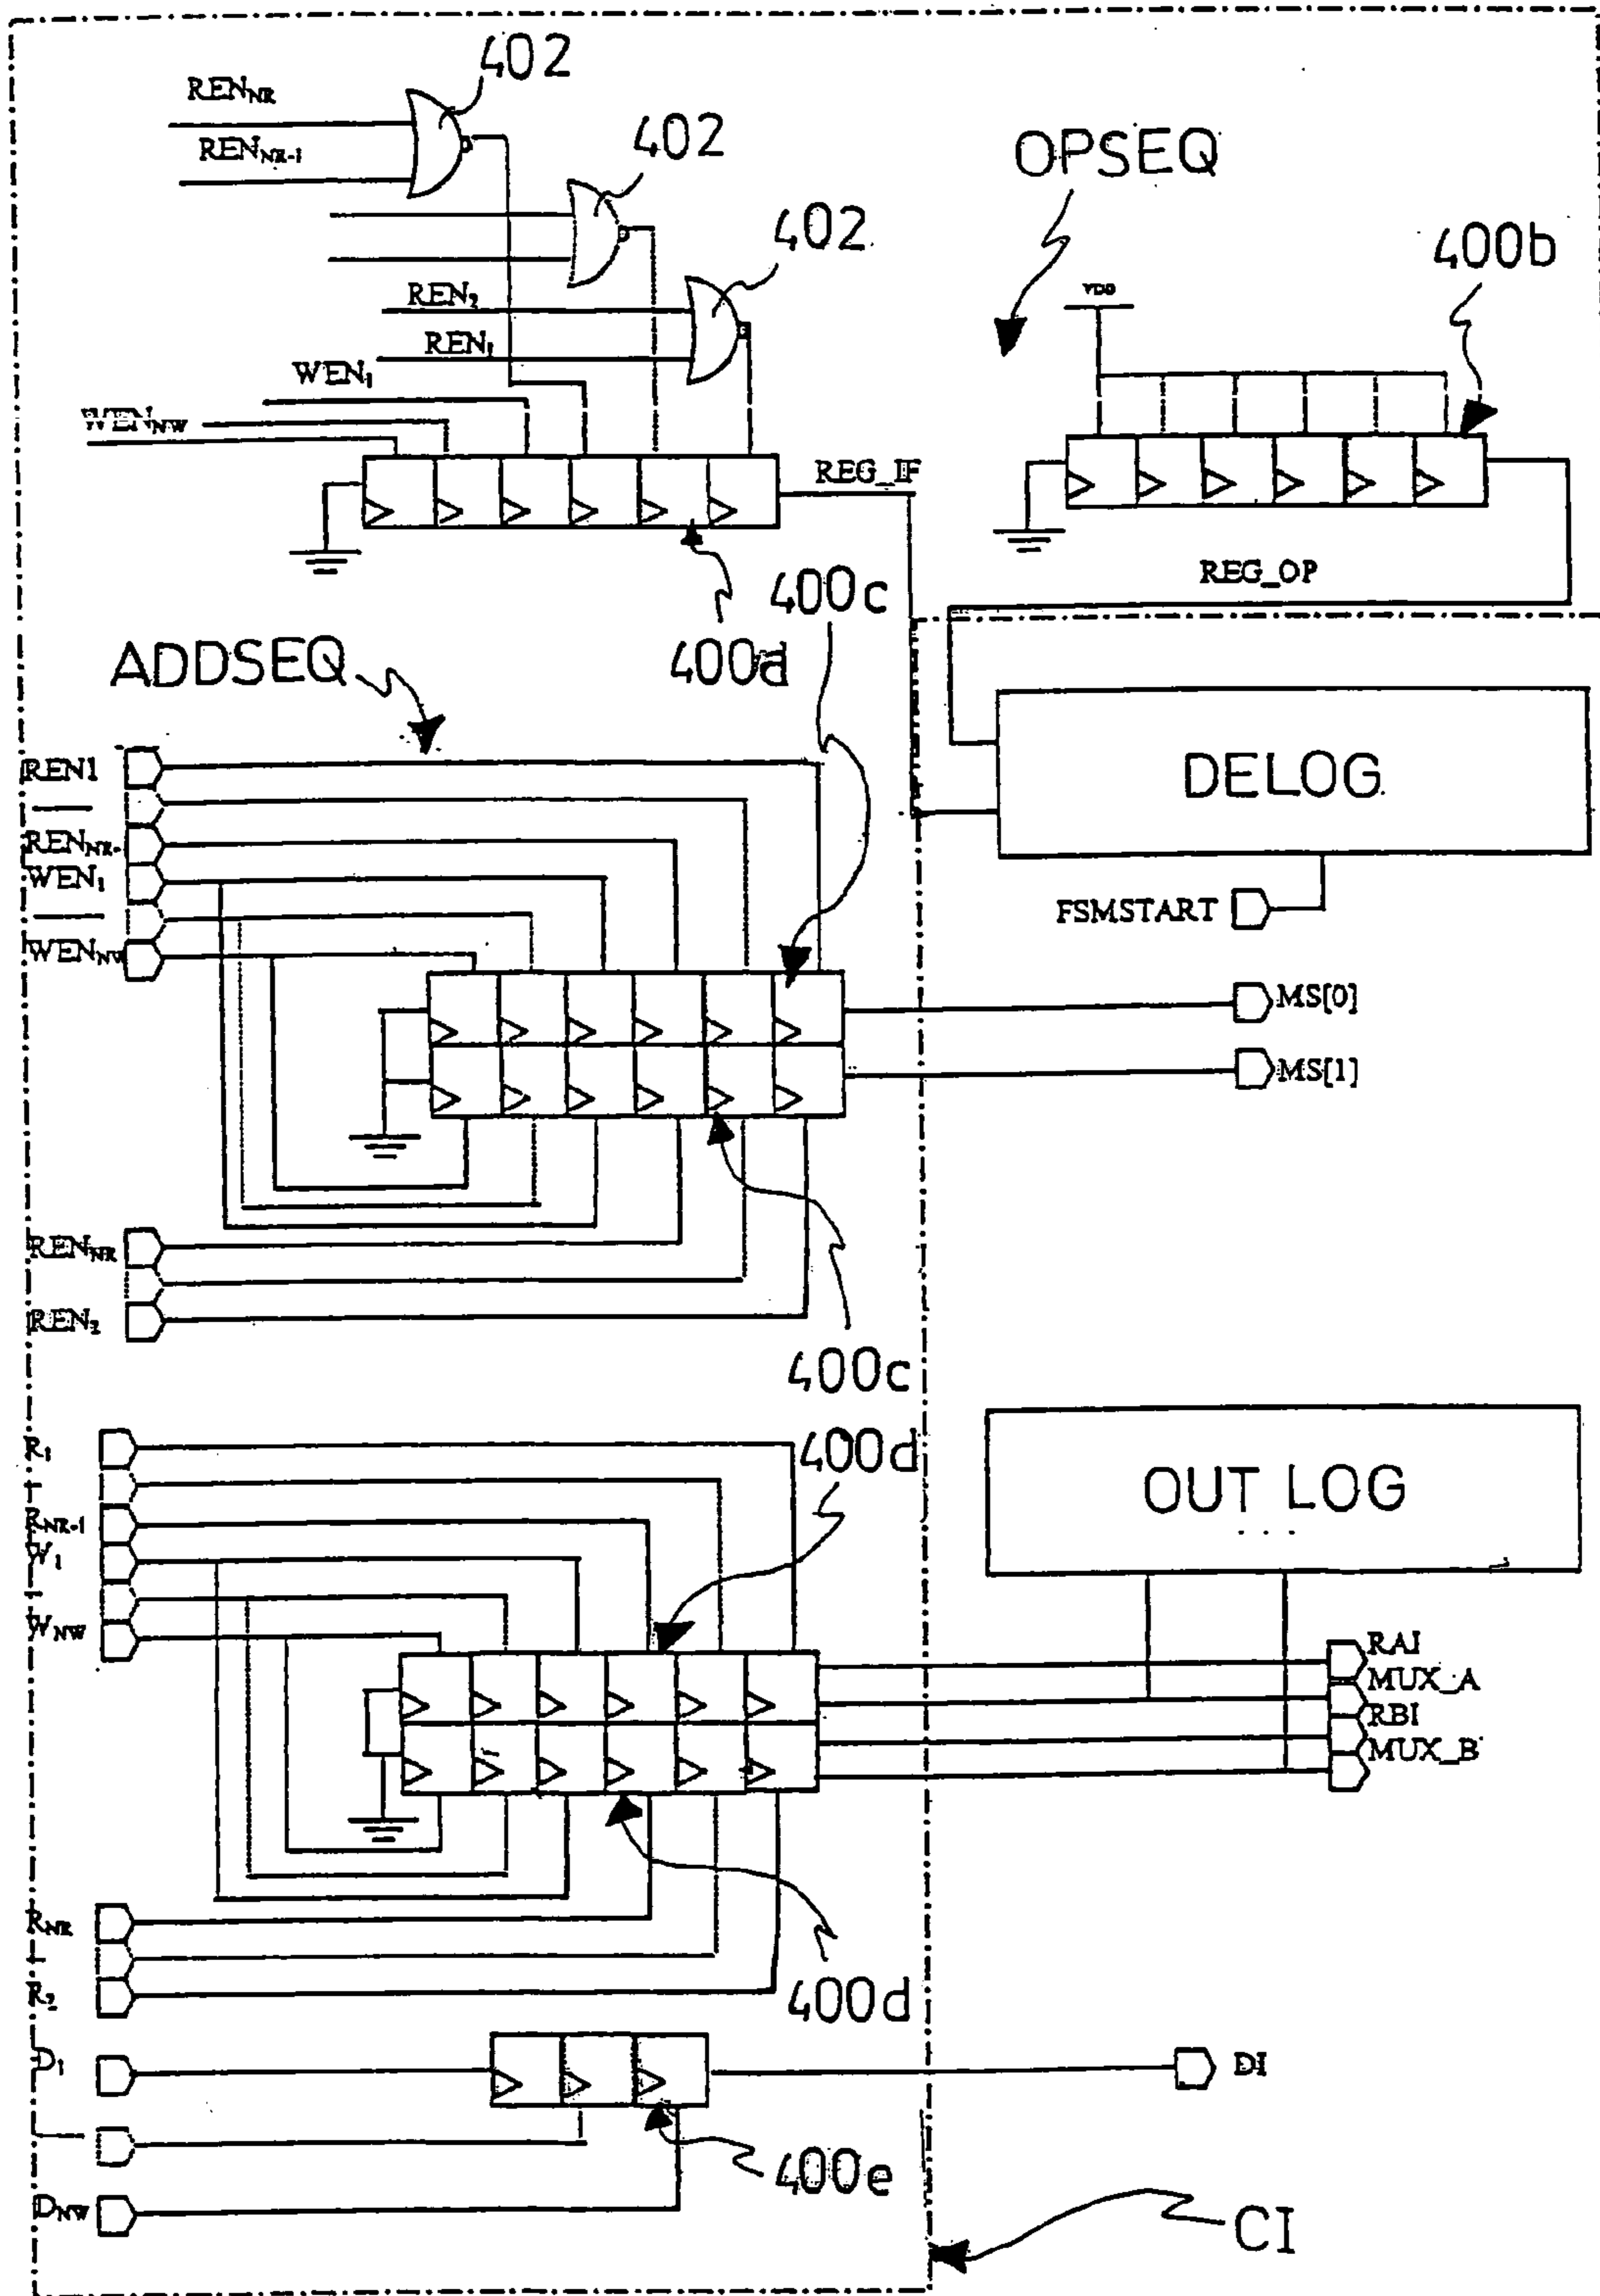 402
REN_NR
REN_NR-1
402
OPSEQ
402
400b
VDD
REN_2
REN_1
WEN_1
WEN_NW
REG_IF
REG_OP
400c
400a
ADDSEQ
DELOG
REN1
REN_NR-
WEN_1
WEN_NW
FSMSTART
MS[0]
MS[1]
REN_NR
REN_2
400c
R_1
400d
R_NR-1
OUT LOG
W_1
W_NW
RAI
MUX_A
RBI
MUX_B
R_NR
R_2
400d
D_1
DI
400e
D_NW
CI